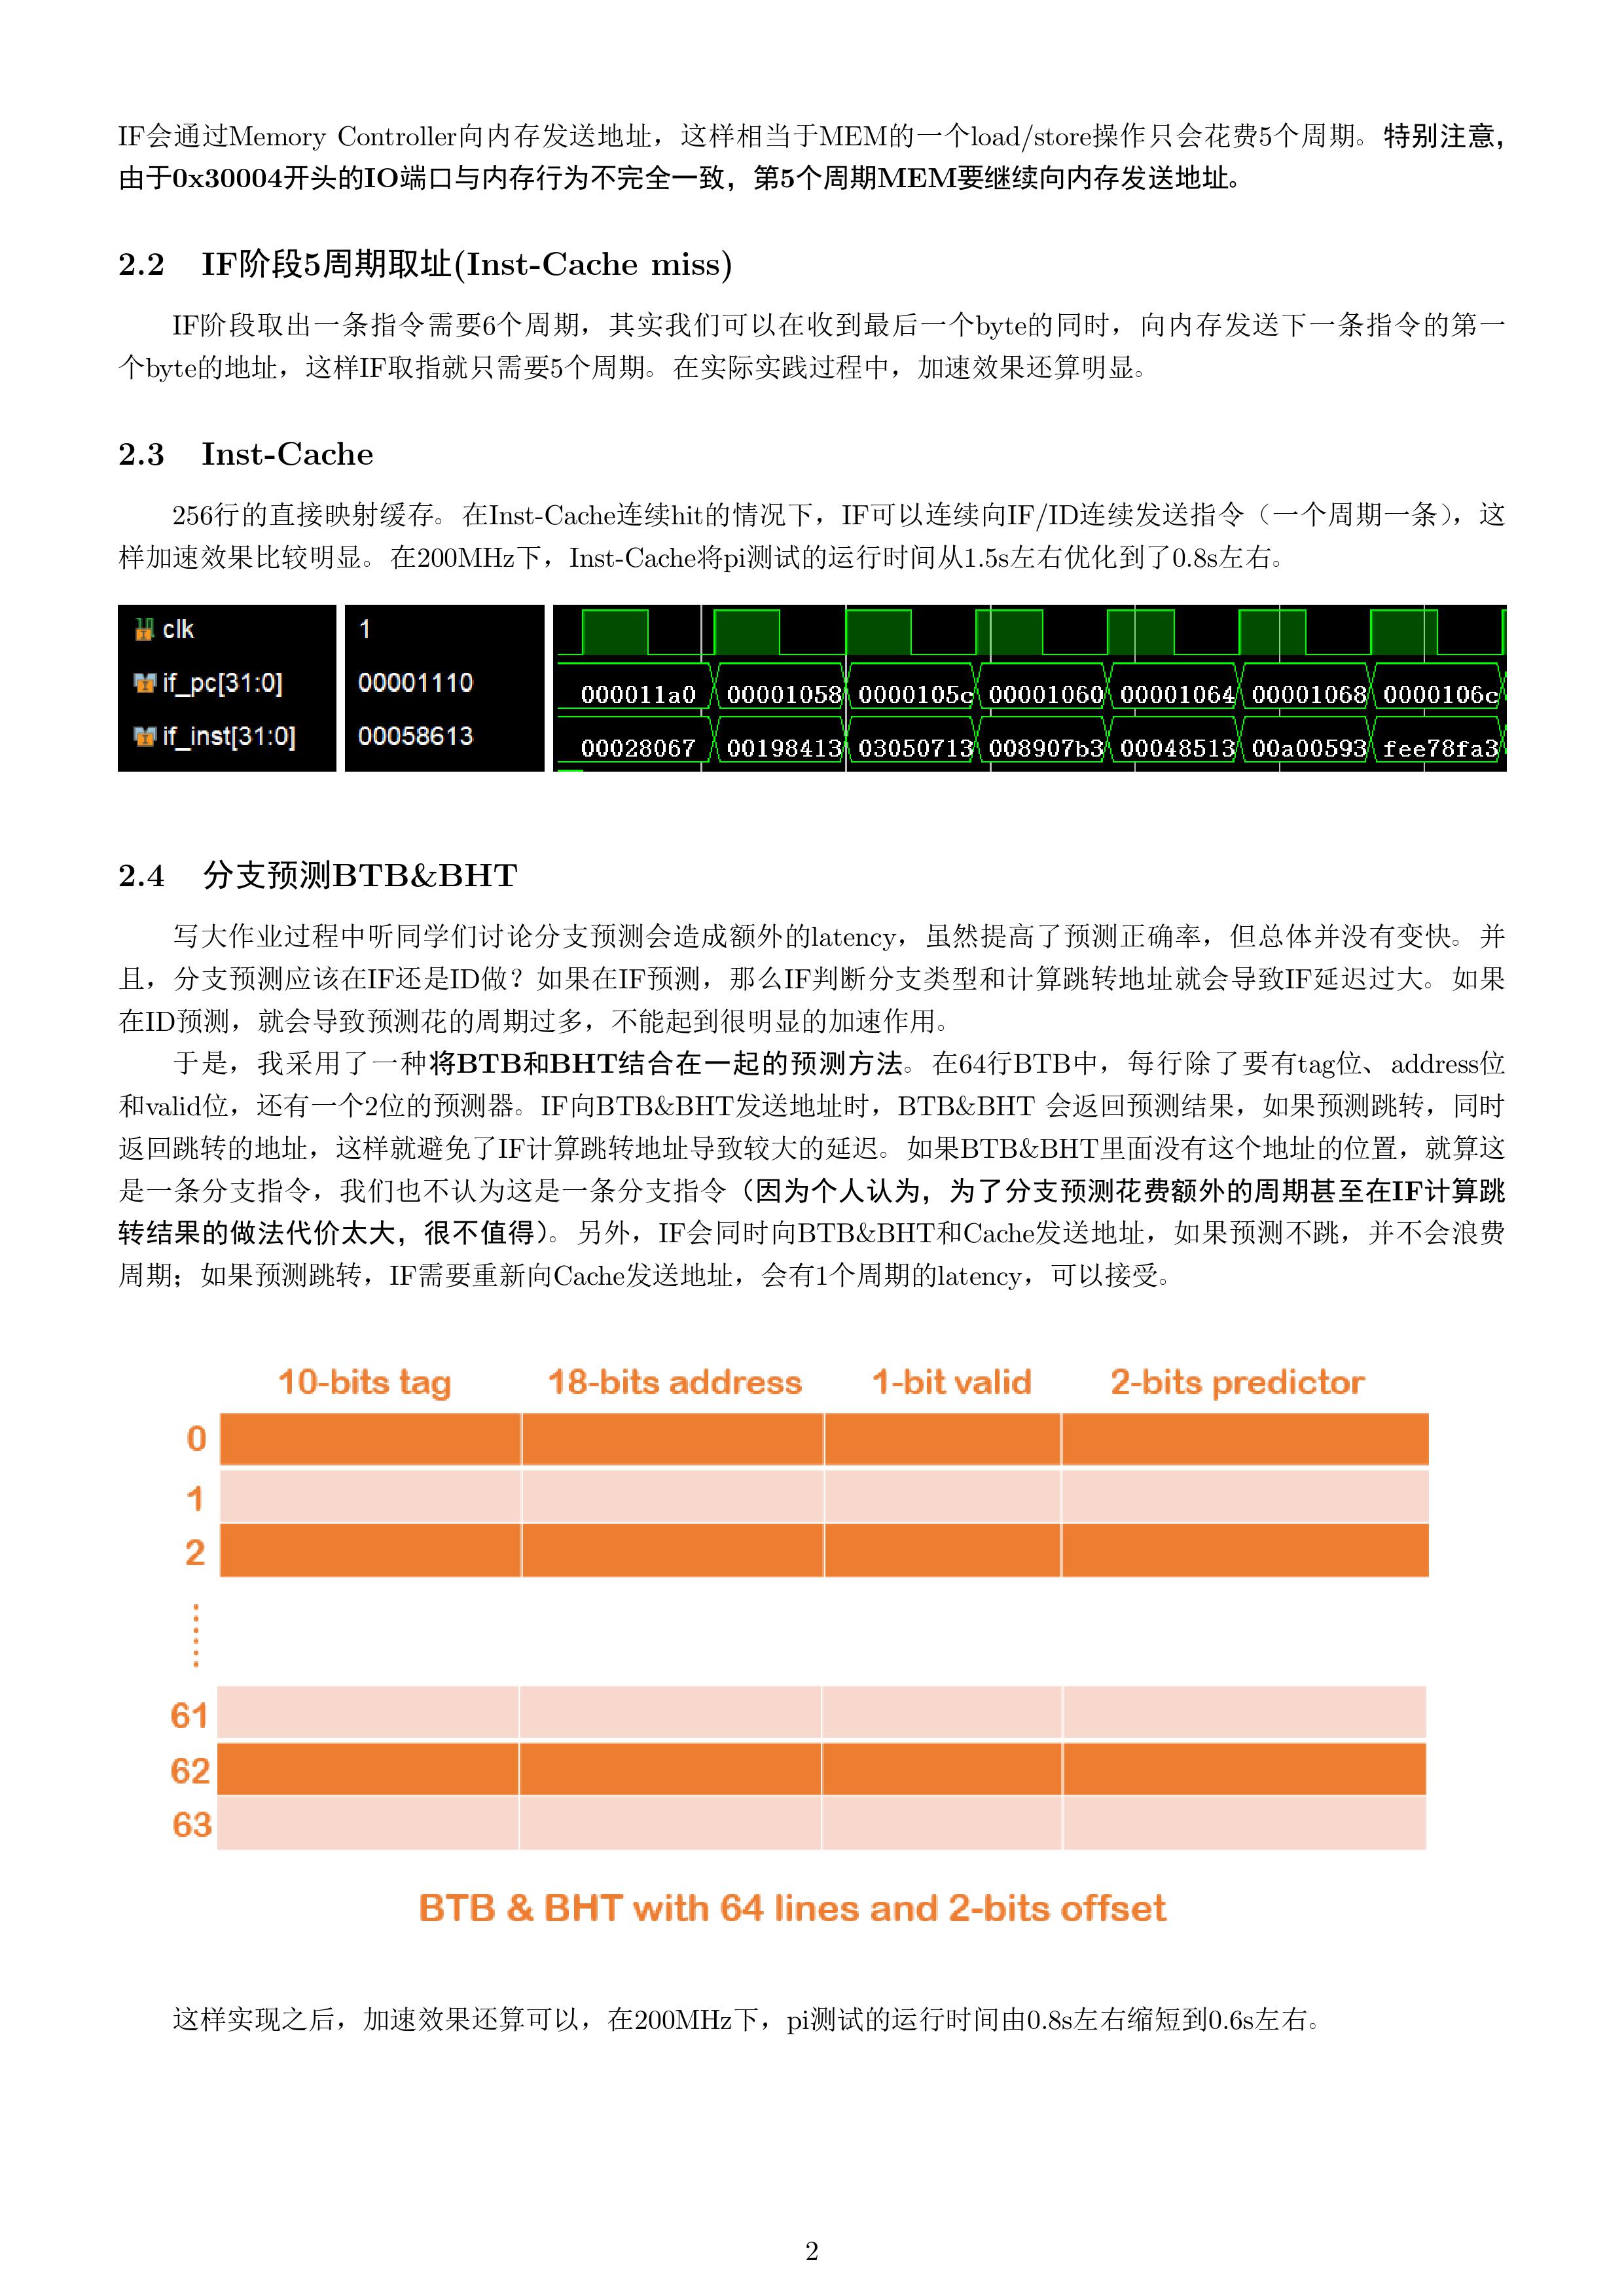 IF会通过Memory Controller向内存发送地址，这样相当于MEM的一个load/store操作只会花费5个周期。特别注意，
由于0x30004开头的IO端口与内存行为不完全一致，第5个周期MEM要继续向内存发送地址。
2.2 IF阶段5周期取址(Inst-Cache miss)
IF阶段取出一条指令需要6个周期，其实我们可以在收到最后一个byte的同时，向内存发送下一条指令的第一
个byte的地址，这样IF取指就只需要5个周期。在实际实践过程中，加速效果还算明显。
2.3 Inst-Cache
256行的直接映射缓存。在Inst-Cache连续hit的情况下，IF可以连续向IF/ID连续发送指令（一个周期一条），这
样加速效果比较明显。在200MHz下，Inst-Cache将pi测试的运行时间从1.5s左右优化到了0.8s左右。
clk 1
if_pc[31:0] 00001110 000011a0 00001058 0000105c 00001060 00001064 00001068 0000106c
if_inst[31:0] 00058613 00028067 00198413 03050713 008907b3 00048513 00a00593 fee78fa3
2.4 分支预测BTB&BHT
写大作业过程中听同学们讨论分支预测会造成额外的latency，虽然提高了预测正确率，但总体并没有变快。并
且，分支预测应该在IF还是ID做？如果在IF预测，那么IF判断分支类型和计算跳转地址就会导致IF延迟过大。如果
在ID预测，就会导致预测花的周期过多，不能起到很明显的加速作用。
于是，我采用了一种将BTB和BHT结合在一起的预测方法。在64行BTB中，每行除了要有tag位、address位
和valid位，还有一个2位的预测器。IF向BTB&BHT发送地址时，BTB&BHT 会返回预测结果，如果预测跳转，同时
返回跳转的地址，这样就避免了IF计算跳转地址导致较大的延迟。如果BTB&BHT里面没有这个地址的位置，就算这
是一条分支指令，我们也不认为这是一条分支指令（因为个人认为，为了分支预测花费额外的周期甚至在IF计算跳
转结果的做法代价太大，很不值得）。另外，IF会同时向BTB&BHT和Cache发送地址，如果预测不跳，并不会浪费
周期；如果预测跳转，IF需要重新向Cache发送地址，会有1个周期的latency，可以接受。
10-bits tag 18-bits address 1-bit valid 2-bits predictor
0
1
2
61
62
63
BTB & BHT with 64 lines and 2-bits offset
这样实现之后，加速效果还算可以，在200MHz下，pi测试的运行时间由0.8s左右缩短到0.6s左右。
2